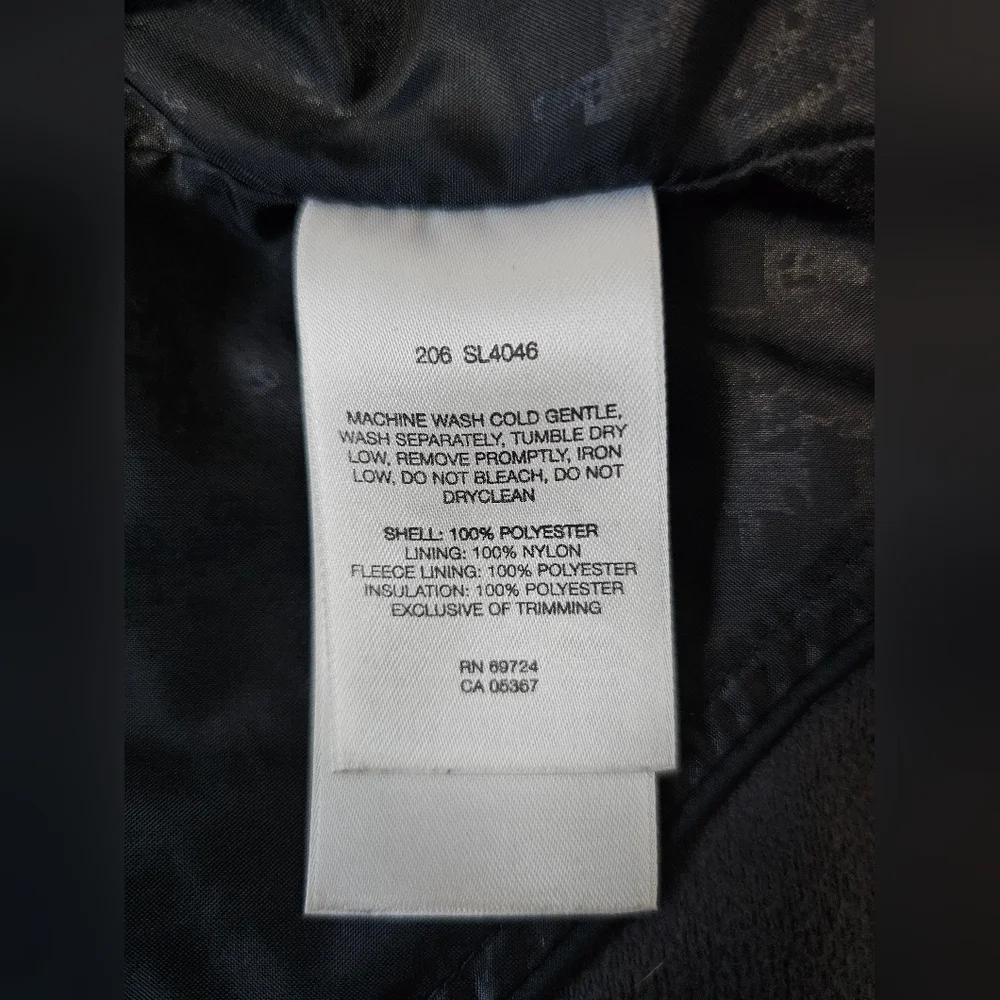 206 SL4046
MACHINE WASH COLD GENTLE,
WASH SEPARATELY, TUMBLE DRY
LOW, REMOVE PROMPTLY, IRON
LOW, DO NOT BLEACH, DO NOT
DRYCLEAN
SHELL: 100% POLYESTER
LINING: 100% NYLON
FLEECE LINING: 100% POLYESTER
INSULATION: 100% POLYESTER
EXCLUSIVE OF TRIMMING
RN 69724
CA 05367